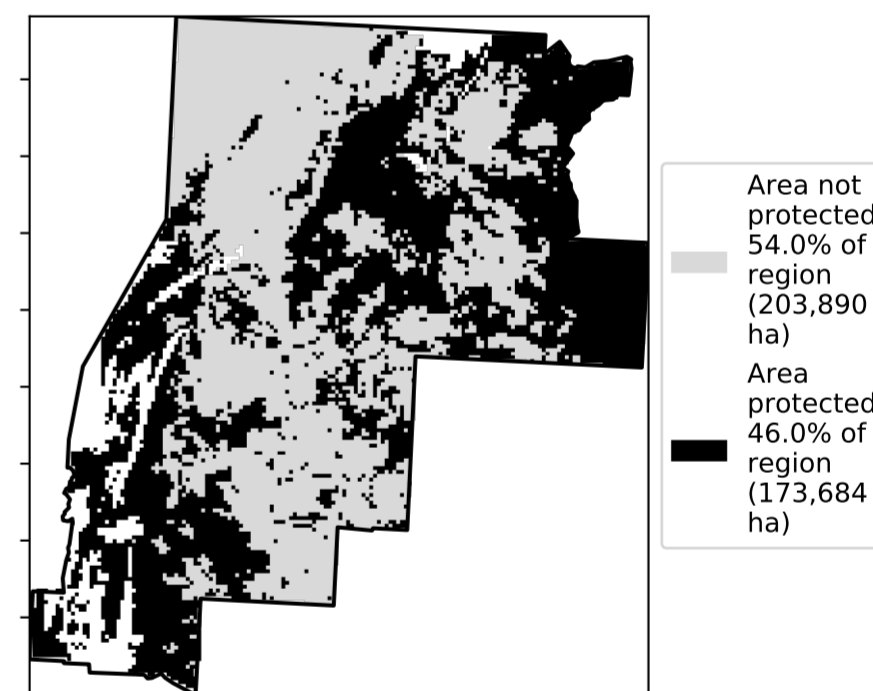 Area not
protected
54.0% of
region
(203,890
ha)
Area
protected
46.0% of
region
(173,684
ha)